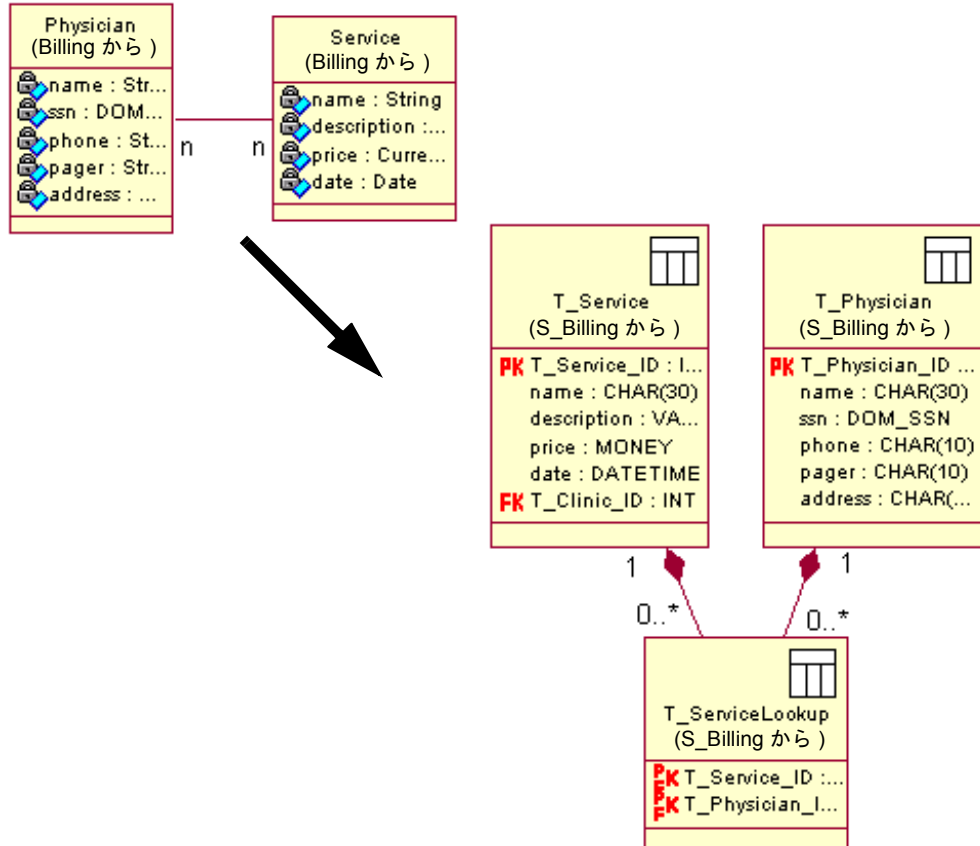 Physician
(Billing から )
name : Str...
ssn : DOM...
phone : St...
pager : Str...
address : ...
n
n
Service
(Billing から )
name : String
description :...
price : Curre...
date : Date
T_Service
(S_Billing から )
PK T_Service_ID : I...
name : CHAR(30)
description : VA...
price : MONEY
date : DATETIME
FK T_Clinic_ID : INT
T_Physician
(S_Billing から )
PK T_Physician_ID ...
name : CHAR(30)
ssn : DOM_SSN
phone : CHAR(10)
pager : CHAR(10)
address : CHAR(...
1
1
0..*
0..*
T_ServiceLookup
(S_Billing から )
PFK T_Service_ID :...
PFK T_Physician_I...